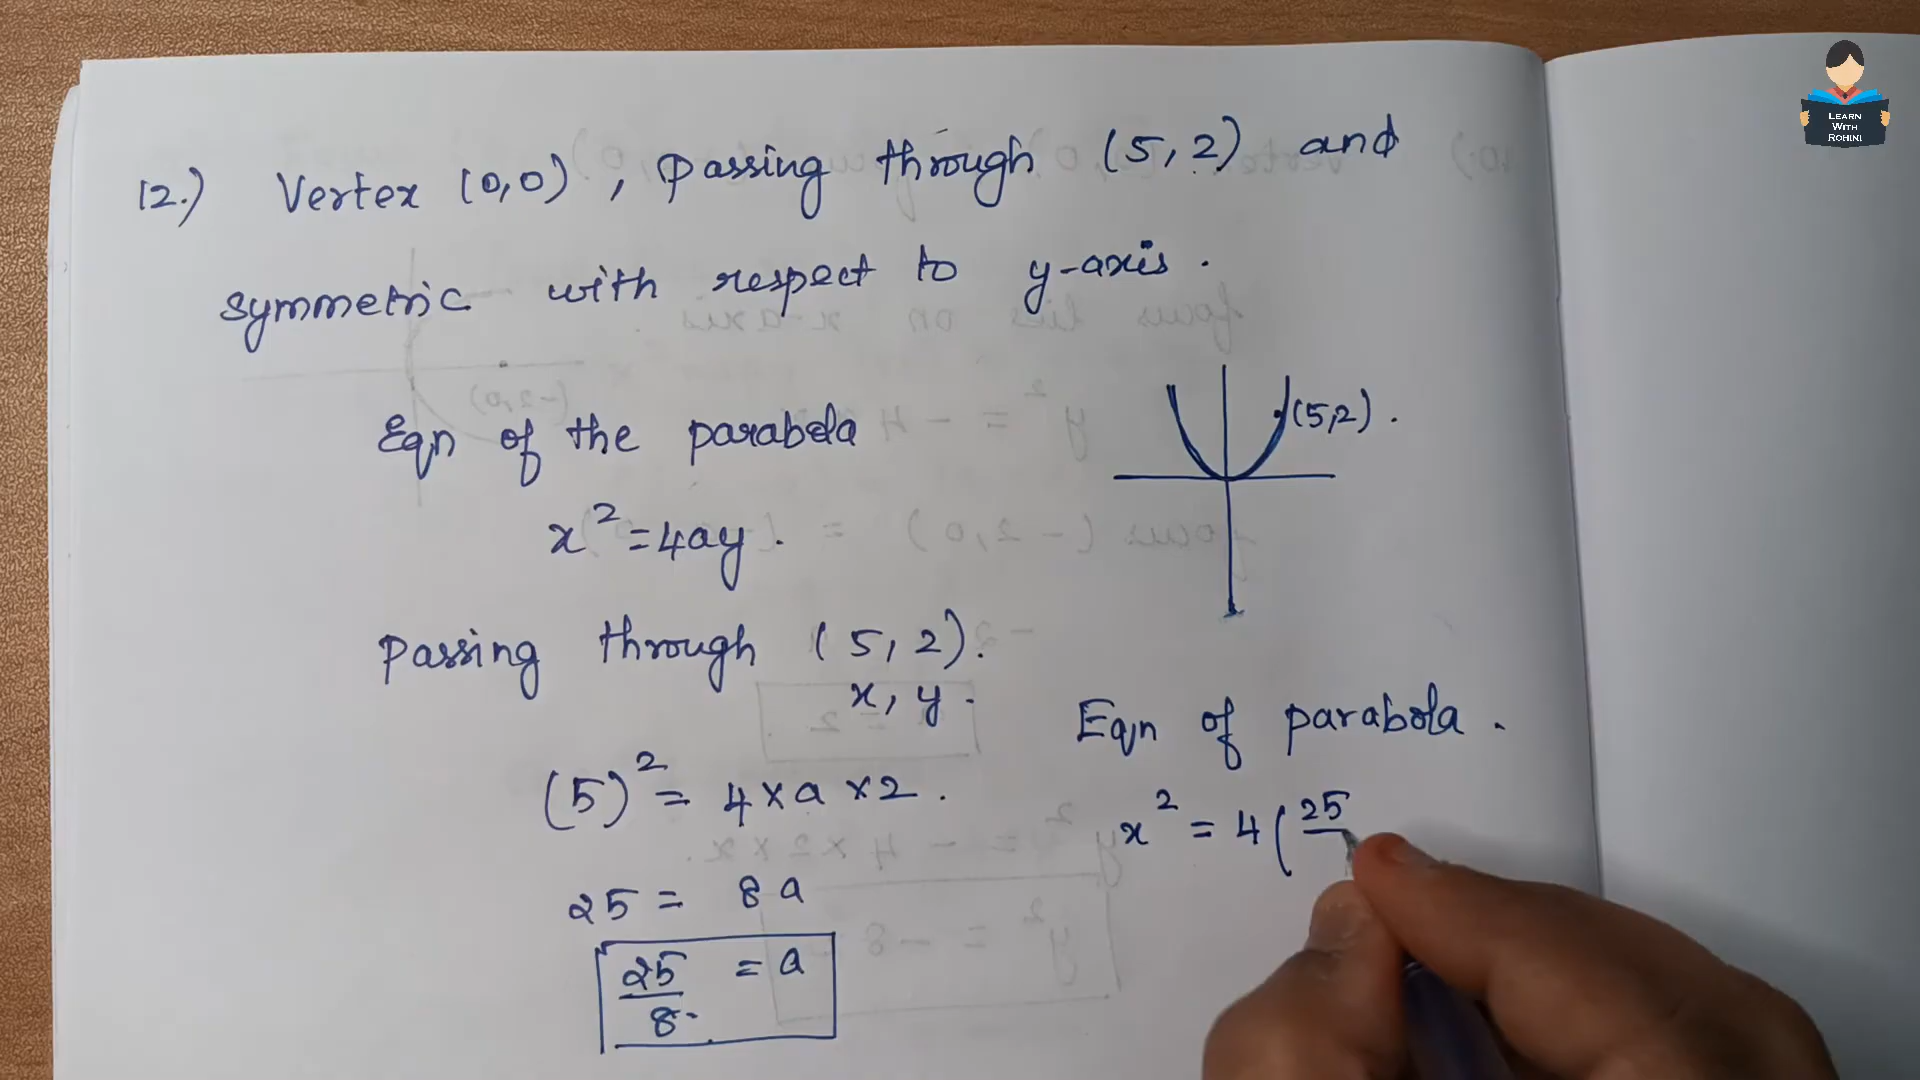 12.) Vertex (0,0), Passing through (5,2) and
symmetric with respect to y-axis.
Eqn of the parabola
(5,2).
x² = 4ay.
Passing through (5,2).
x, y.
(5)² = 4×a×2.
25 = 8a
25/8. = a
Eqn of parabola.
x² = 4(25
LEARN
WITH
ROHINI